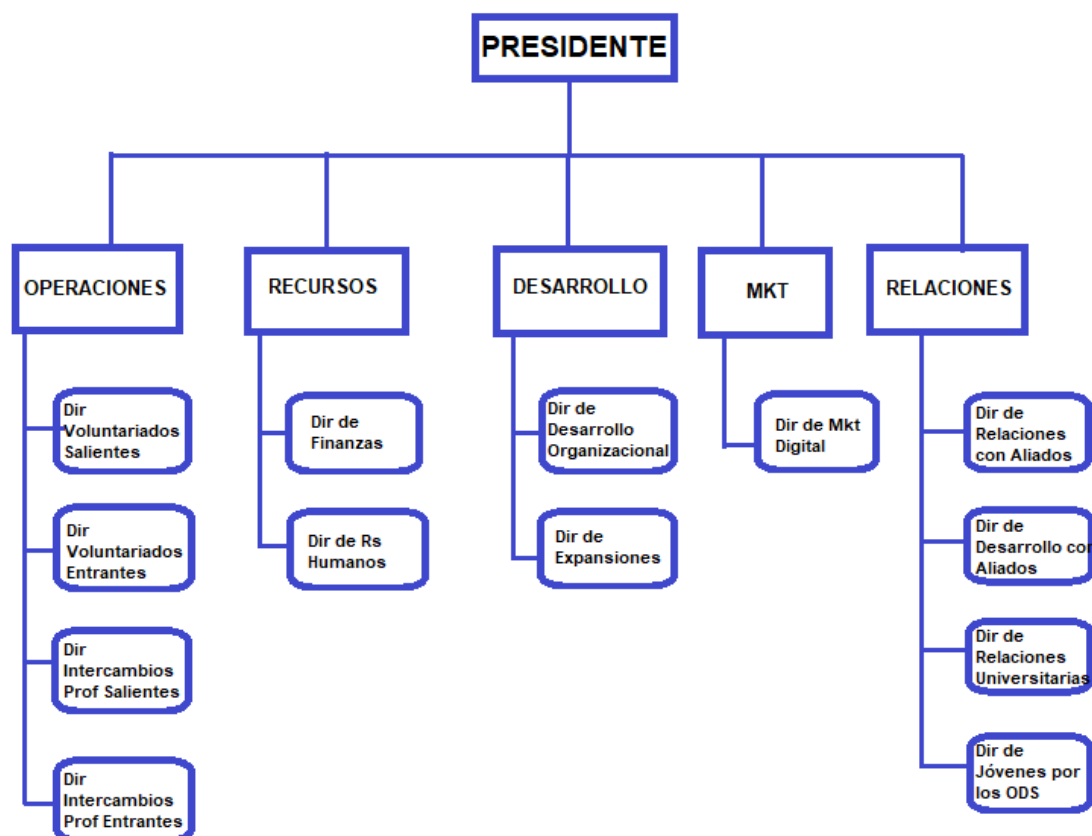 PRESIDENTE
OPERACIONES
RECURSOS
DESARROLLO
MKT
RELACIONES
Dir
Voluntariados
Salientes
Dir
Voluntariados
Entrantes
Dir
Intercambios
Prof Salientes
Dir
Intercambios
Prof Entrantes
Dir de
Finanzas
Dir de Rs
Humanos
Dir de
Desarrollo
Organizacional
Dir de
Expansiones
Dir de Mkt
Digital
Dir de
Relaciones
con Aliados
Dir de
Desarrollo con
Aliados
Dir de
Relaciones
Universitarias
Dir de
Jóvenes por
los ODS